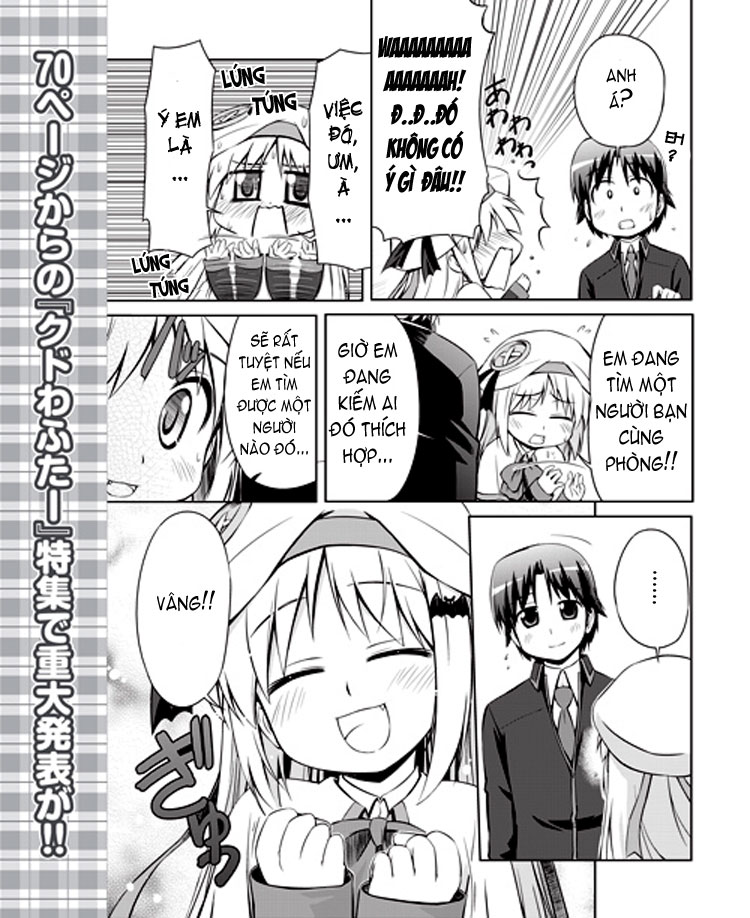 ANH
Á?
EH
?
WAAAAAAAAA
AAAAAAAH!
Đ..Đ..ĐÓ
KHÔNG CÓ
Ý GÌ ĐÂU!!
あわ
わわわ
VIỆC
ĐÓ,
ƯM, À
...
LÚNG
TÚNG
Ý EM
LÀ
...
LÚNG
TÚNG
EM ĐANG
TÌM MỘT
NGƯỜI BẠN
CÙNG
PHÒNG!!
GIỜ EM
ĐANG
KIẾM AI
ĐÓ THÍCH
HỢP...
SẼ RẤT
TUYỆT NẾU
EM TÌM
ĐƯỢC MỘT
NGƯỜI
NÀO ĐÓ...
......
VÂNG!!
ぎゅっ
70ページからの『クドわふたー』特集で重大発表が!!